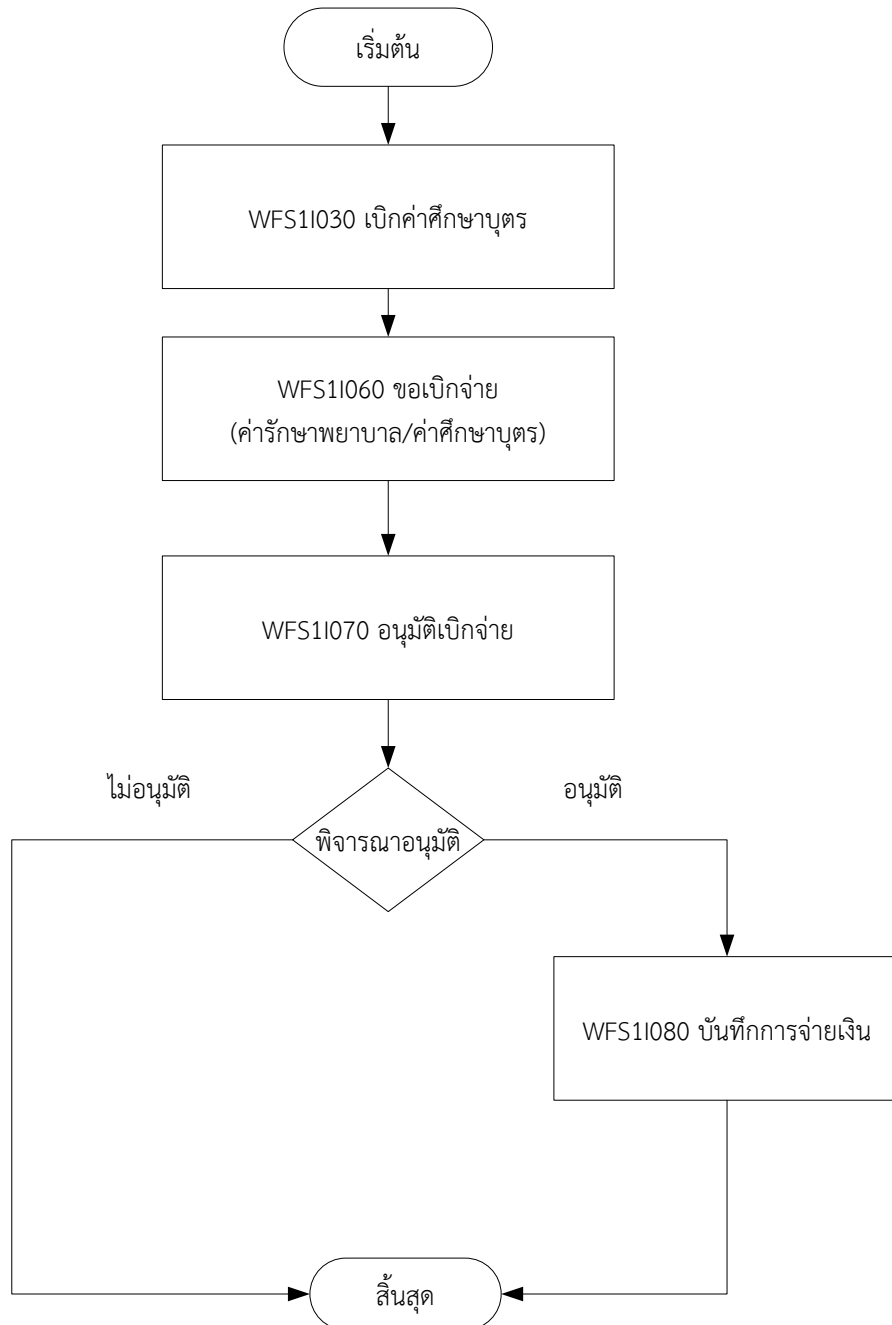 เริ่มต้น
WFS1I030 เบิกค่าศึกษาบุตร
WFS1I060 ขอเบิกจ่าย
(ค่ารักษาพยาบาล/ค่าศึกษาบุตร)
WFS1I070 อนุมัติเบิกจ่าย
ไม่อนุมัติ
อนุมัติ
พิจารณาอนุมัติ
WFS1I080 บันทึกการจ่ายเงิน
สิ้นสุด